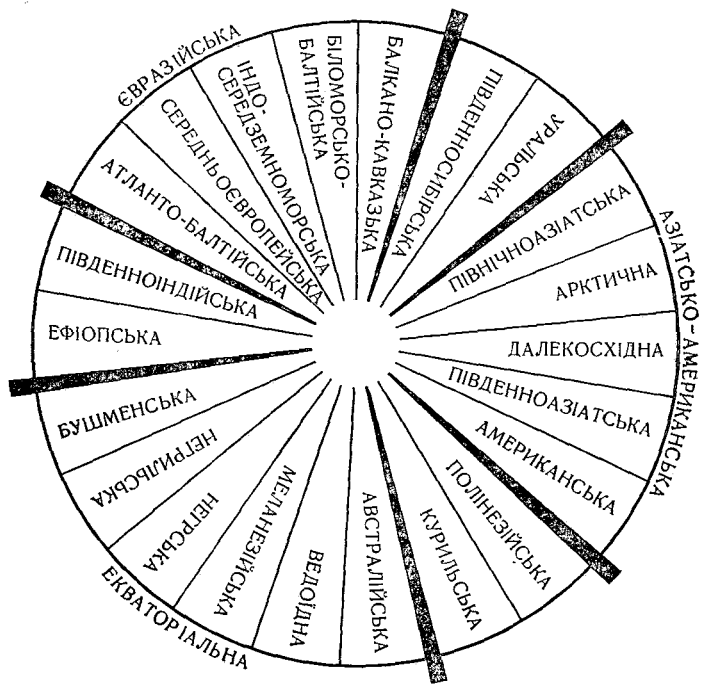 ЄВРАЗІЙСЬКА
АТЛАНТО-БАЛТІЙСЬКА
СЕРЕДНЬОЄВРОПЕЙСЬКА
ІНДО-
СЕРЕДЗЕМНОМОРСЬКА
БІЛОМОРСЬКО-
БАЛТІЙСЬКА
БАЛКАНО-КАВКАЗЬКА
ПІВДЕННОСИБІРСЬКА
УРАЛЬСЬКА
АЗІАТСЬКО-АМЕРИКАНСЬКА
ПІВНІЧНОАЗІАТСЬКА
АРКТИЧНА
ДАЛЕКОСХІДНА
ПІВДЕННОАЗІАТСЬКА
АМЕРИКАНСЬКА
ПОЛІНЕЗІЙСЬКА
КУРИЛЬСЬКА
ЕКВАТОРІАЛЬНА
АВСТРАЛІЙСЬКА
ВЕДОЇДНА
МЕЛАНЕЗІЙСЬКА
НЕГРСЬКА
НЕГРИЛЬСЬКА
БУШМЕНСЬКА
ЕФІОПСЬКА
ПІВДЕННОІНДІЙСЬКА